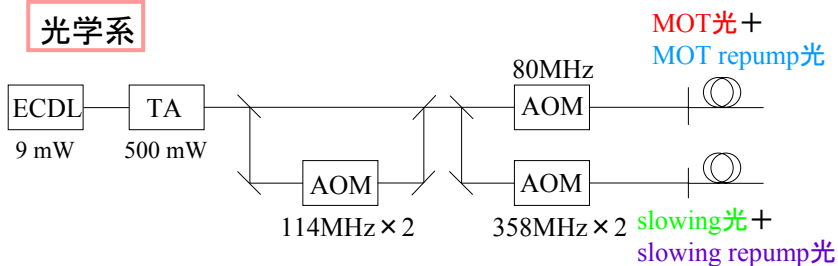 光学系
MOT光＋
MOT repump光
80MHz
ECDL
TA
AOM
9 mW
500 mW
AOM
AOM
114MHz×2
358MHz×2
slowing光＋
slowing repump光